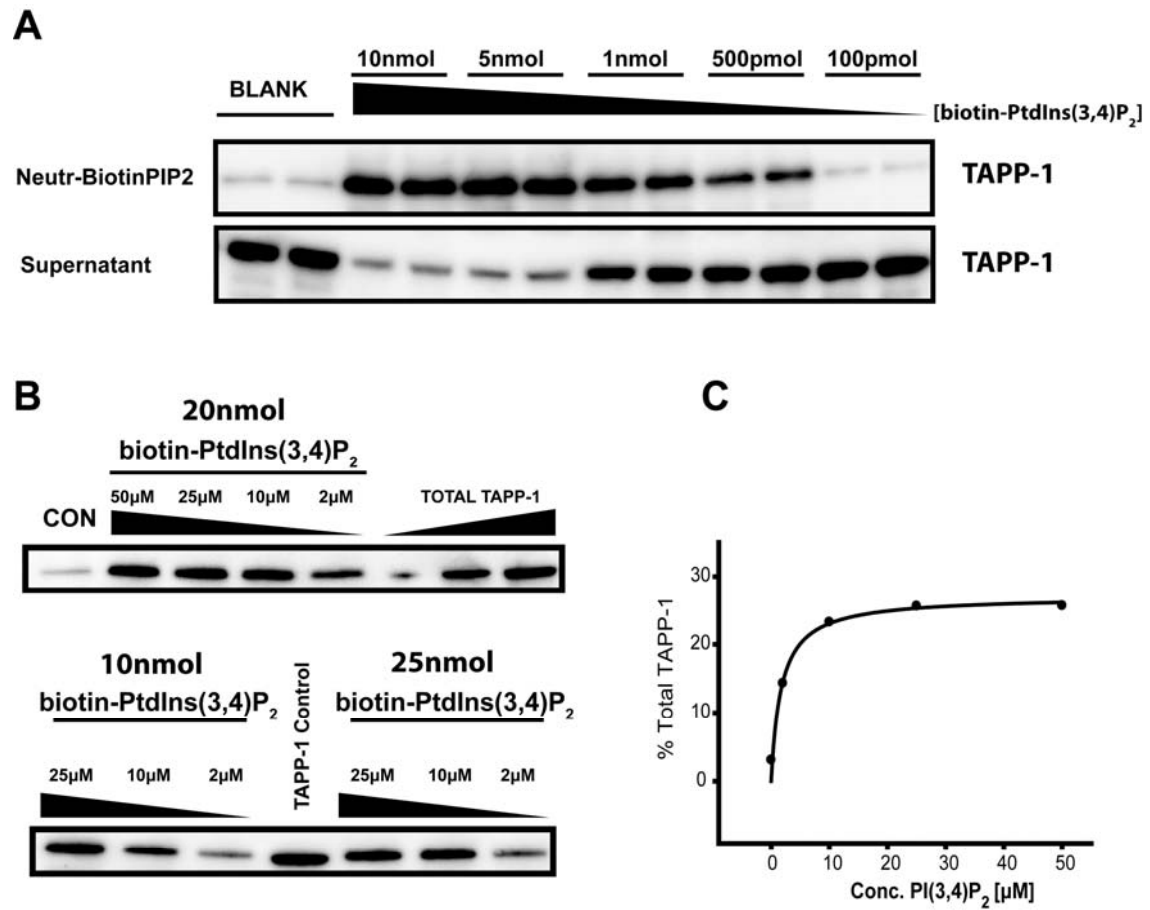 A
10nmol 5nmol 1nmol 500pmol 100pmol
BLANK
[biotin-PtdIns(3,4)P2]
Neutr-BiotinPIP2 TAPP-1
Supernatant TAPP-1
B
20nmol
biotin-PtdIns(3,4)P2
50µM 25µM 10µM 2µM TOTAL TAPP-1
CON
10nmol
biotin-PtdIns(3,4)P2
25µM 10µM 2µM
TAPP-1 Control
25nmol
biotin-PtdIns(3,4)P2
25µM 10µM 2µM
C
% Total TAPP-1
30
20
10
0
0 10 20 30 40 50
Conc. PI(3,4)P2 [µM]